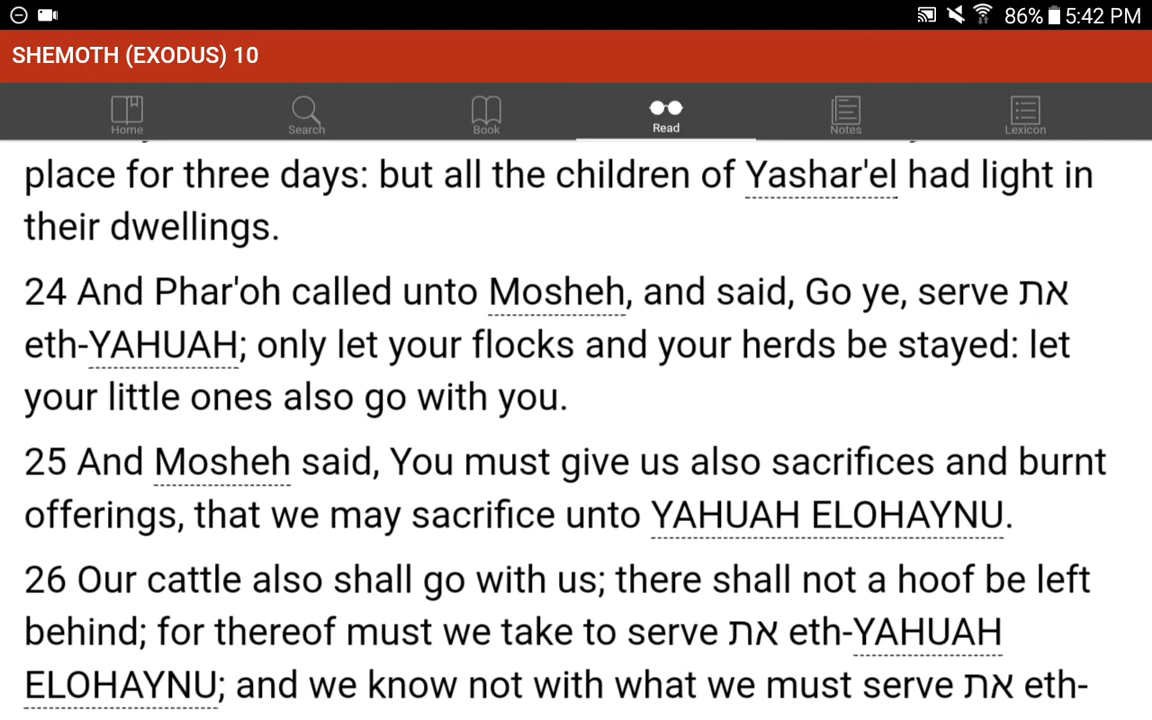 86% 5:42 PM
SHEMOTH (EXODUS) 10
Home Search Book Read Notes Lexicon
place for three days: but all the children of Yashar'el had light in
their dwellings.
24 And Phar'oh called unto Mosheh, and said, Go ye, serve את
eth-YAHUAH; only let your flocks and your herds be stayed: let
your little ones also go with you.
25 And Mosheh said, You must give us also sacrifices and burnt
offerings, that we may sacrifice unto YAHUAH ELOHAYNU.
26 Our cattle also shall go with us; there shall not a hoof be left
behind; for thereof must we take to serve את eth-YAHUAH
ELOHAYNU; and we know not with what we must serve את eth-